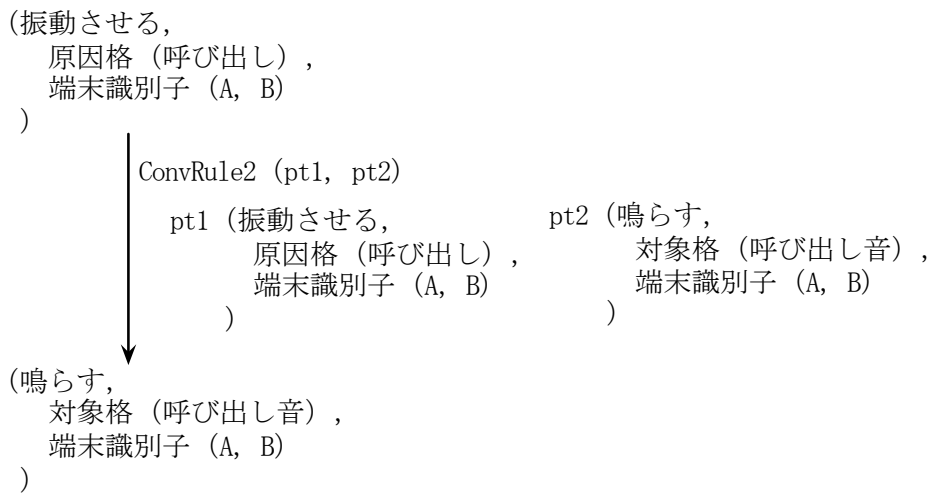 (振動させる,
原因格 (呼び出し),
端末識別子 (A, B)
)
ConvRule2 (pt1, pt2)
pt1 (振動させる,
原因格 (呼び出し),
端末識別子 (A, B)
)
pt2 (鳴らす,
対象格 (呼び出し音),
端末識別子 (A, B)
)
(鳴らす,
対象格 (呼び出し音),
端末識別子 (A, B)
)